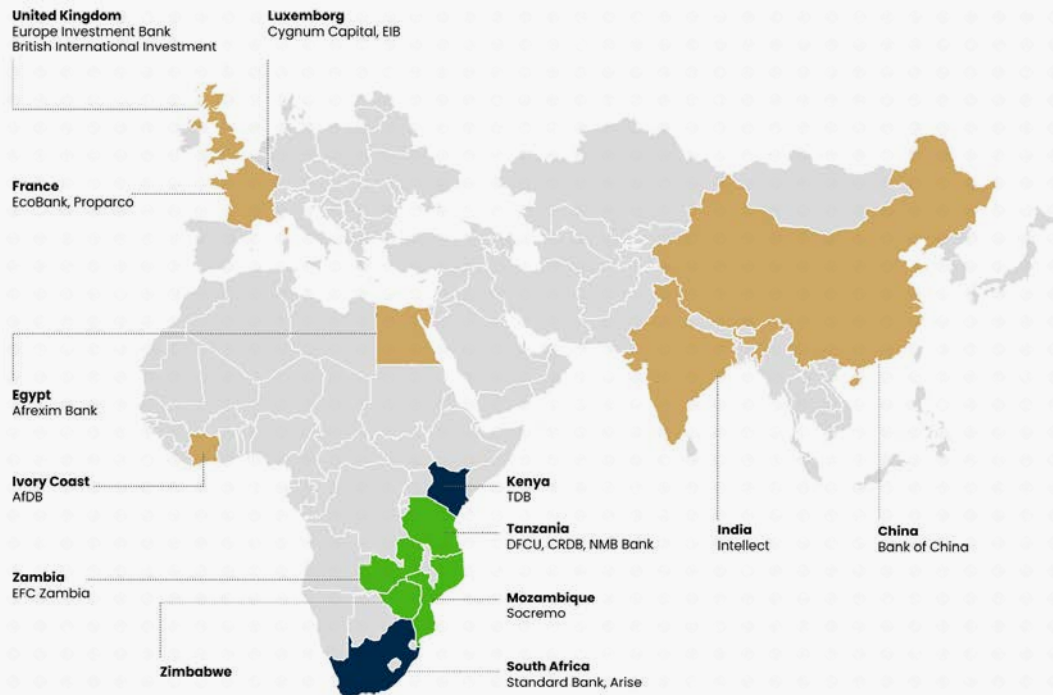 United Kingdom
Europe Investment Bank
British International Investment
Luxemborg
Cygnum Capital, EIB
France
EcoBank, Proparco
Egypt
Afrexim Bank
Ivory Coast
AfDB
Kenya
TDB
Tanzania
DFCU, CRDB, NMB Bank
India
Intellect
China
Bank of China
Zambia
EFC Zambia
Mozambique
Socremo
Zimbabwe
South Africa
Standard Bank, Arise